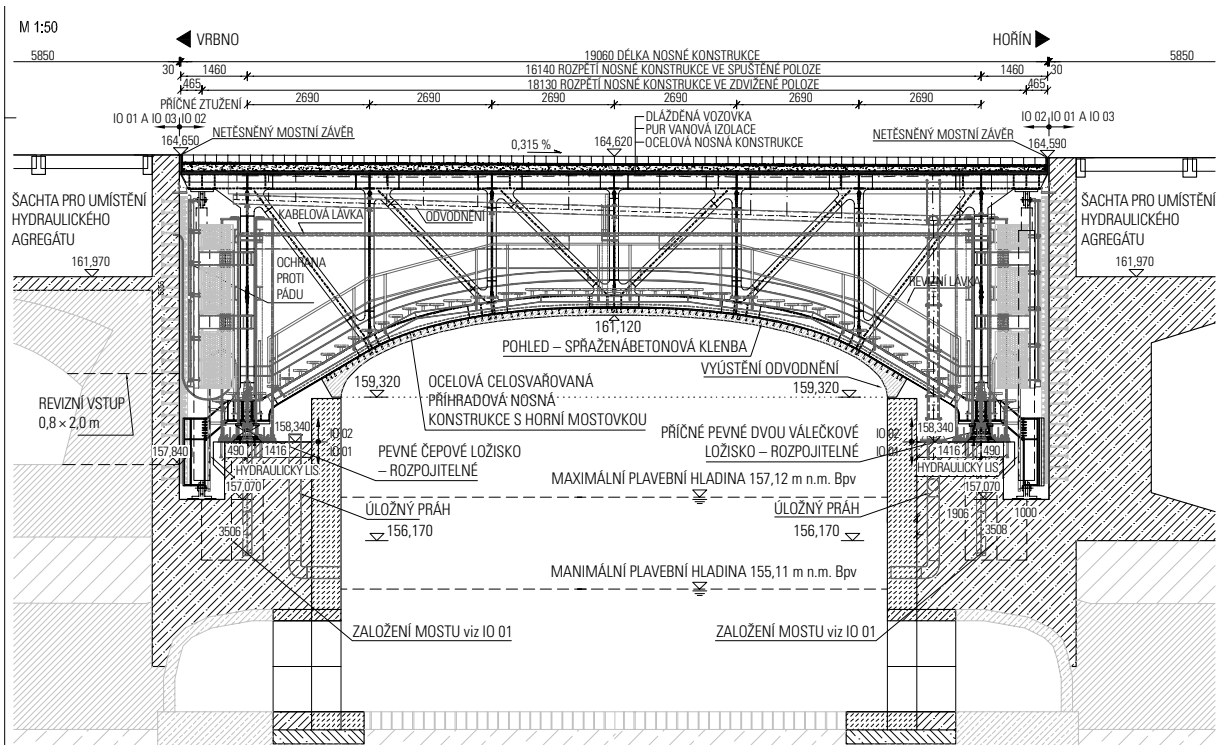 M 1:50
VRBNO
HOŘÍN
5850
19060 DÉLKA NOSNÉ KONSTRUKCE
5850
30
1460
16140 ROZPĚTÍ NOSNÉ KONSTRUKCE VE SPUŠTĚNÉ POLOZE
1460
30
465
18130 ROZPĚTÍ NOSNÉ KONSTRUKCE VE ZDVIŽENÉ POLOZE
465
PŘÍČNÉ ZTUŽENÍ
2690
2690
2690
2690
2690
2690
IO 01 A IO 03
IO 02
DLÁŽDĚNÁ VOZOVKA
PUR VANOVÁ IZOLACE
OCELOVÁ NOSNÁ KONSTRUKCE
IO 02
IO 01 A IO 03
NETĚSNĚNÝ MOSTNÍ ZÁVĚR
NETĚSNĚNÝ MOSTNÍ ZÁVĚR
164,650
0,315 %
164,620
164,590
ŠACHTA PRO UMÍSTĚNÍ
HYDRAULICKÉHO
AGREGÁTU
161,970
KABELOVÁ LÁVKA
ODVODNĚNÍ
OCHRANA
PROTI
PÁDU
REVIZNÍ LÁVKA
ŠACHTA PRO UMÍSTĚNÍ
HYDRAULICKÉHO
AGREGÁTU
161,970
161,120
POHLED – SPŘAŽENÁBETONOVÁ KLENBA
VYÚSTĚNÍ ODVODNĚNÍ
159,320
159,320
OCELOVÁ CELOSVAŘOVANÁ
PŘÍHRADOVÁ NOSNÁ
KONSTRUKCE S HORNÍ MOSTOVKOU
REVIZNÍ VSTUP
0,8 × 2,0 m
158,340
IO 02
IO 01
157,840
490
1416
HYDRAULICKÝ LIS
157,070
PEVNÉ ČEPOVÉ LOŽISKO
– ROZPOJITELNÉ
PŘÍČNÉ PEVNÉ DVOU VÁLEČKOVÉ
LOŽISKO – ROZPOJITELNÉ
IO 02
IO 01
158,340
1416
490
HYDRAULICKÝ LIS
157,070
MAXIMÁLNÍ PLAVEBNÍ HLADINA 157,12 m n.m. Bpv
ÚLOŽNÝ PRÁH
ÚLOŽNÝ PRÁH
1906
1000
3506
156,170
156,170
3508
MANIMÁLNÍ PLAVEBNÍ HLADINA 155,11 m n.m. Bpv
ZALOŽENÍ MOSTU viz IO 01
ZALOŽENÍ MOSTU viz IO 01